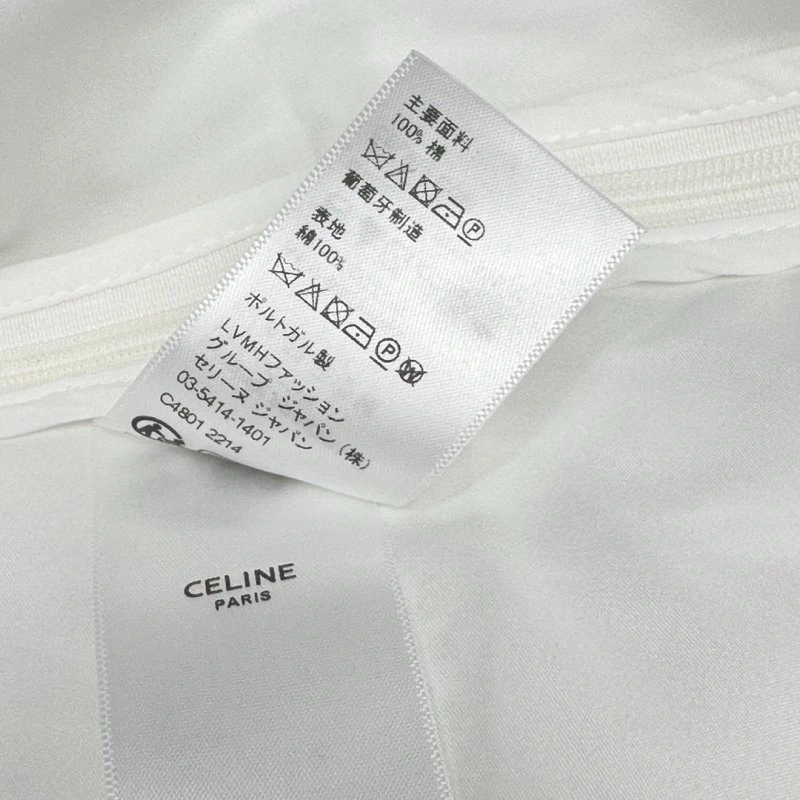 主要面料
100% 棉
葡萄牙制造
表地
綿100%
ポルトガル製
LVMHファッション
グループ ジャパン(株)
セリーヌ ジャパン
03-5414-1401
C4801 2214
CELINE
PARIS